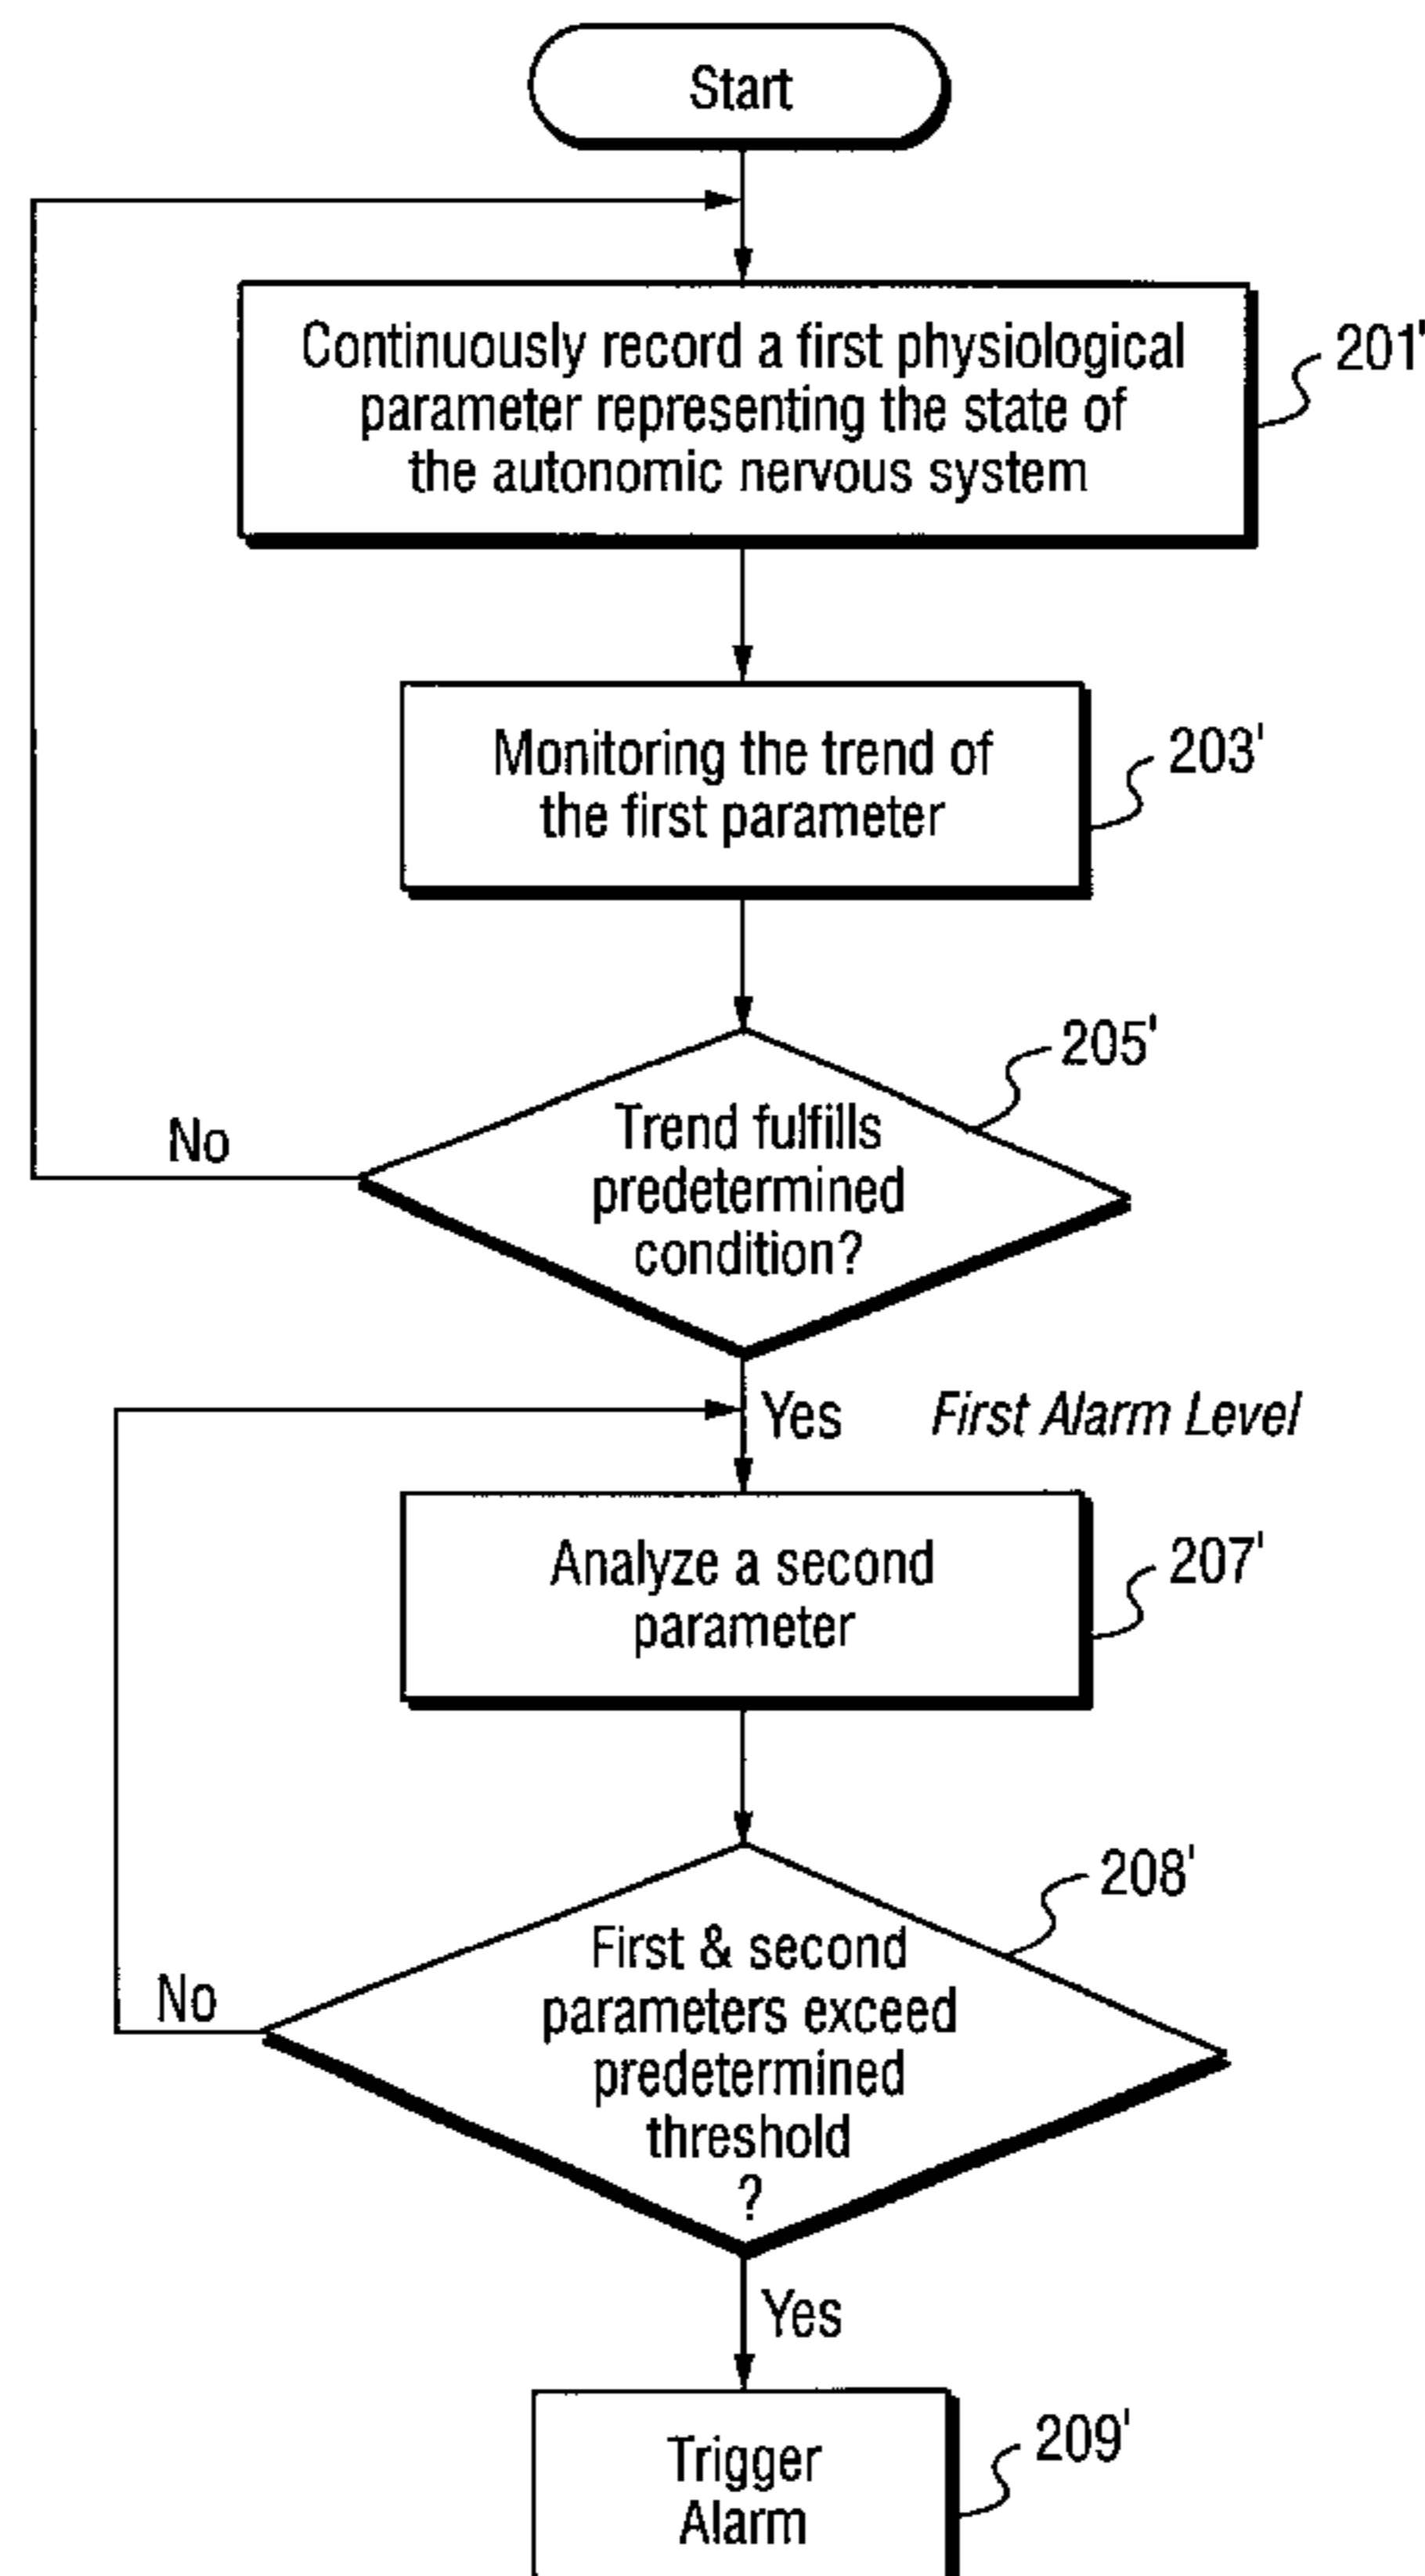 Start
Continuously record a first physiological
parameter representing the state of
the autonomic nervous system
201'
Monitoring the trend of
the first parameter
203'
205'
Trend fulfills
predetermined
condition?
No
Yes
First Alarm Level
Analyze a second
parameter
207'
208'
First & second
parameters exceed
predetermined
threshold
?
No
Yes
Trigger
Alarm
209'